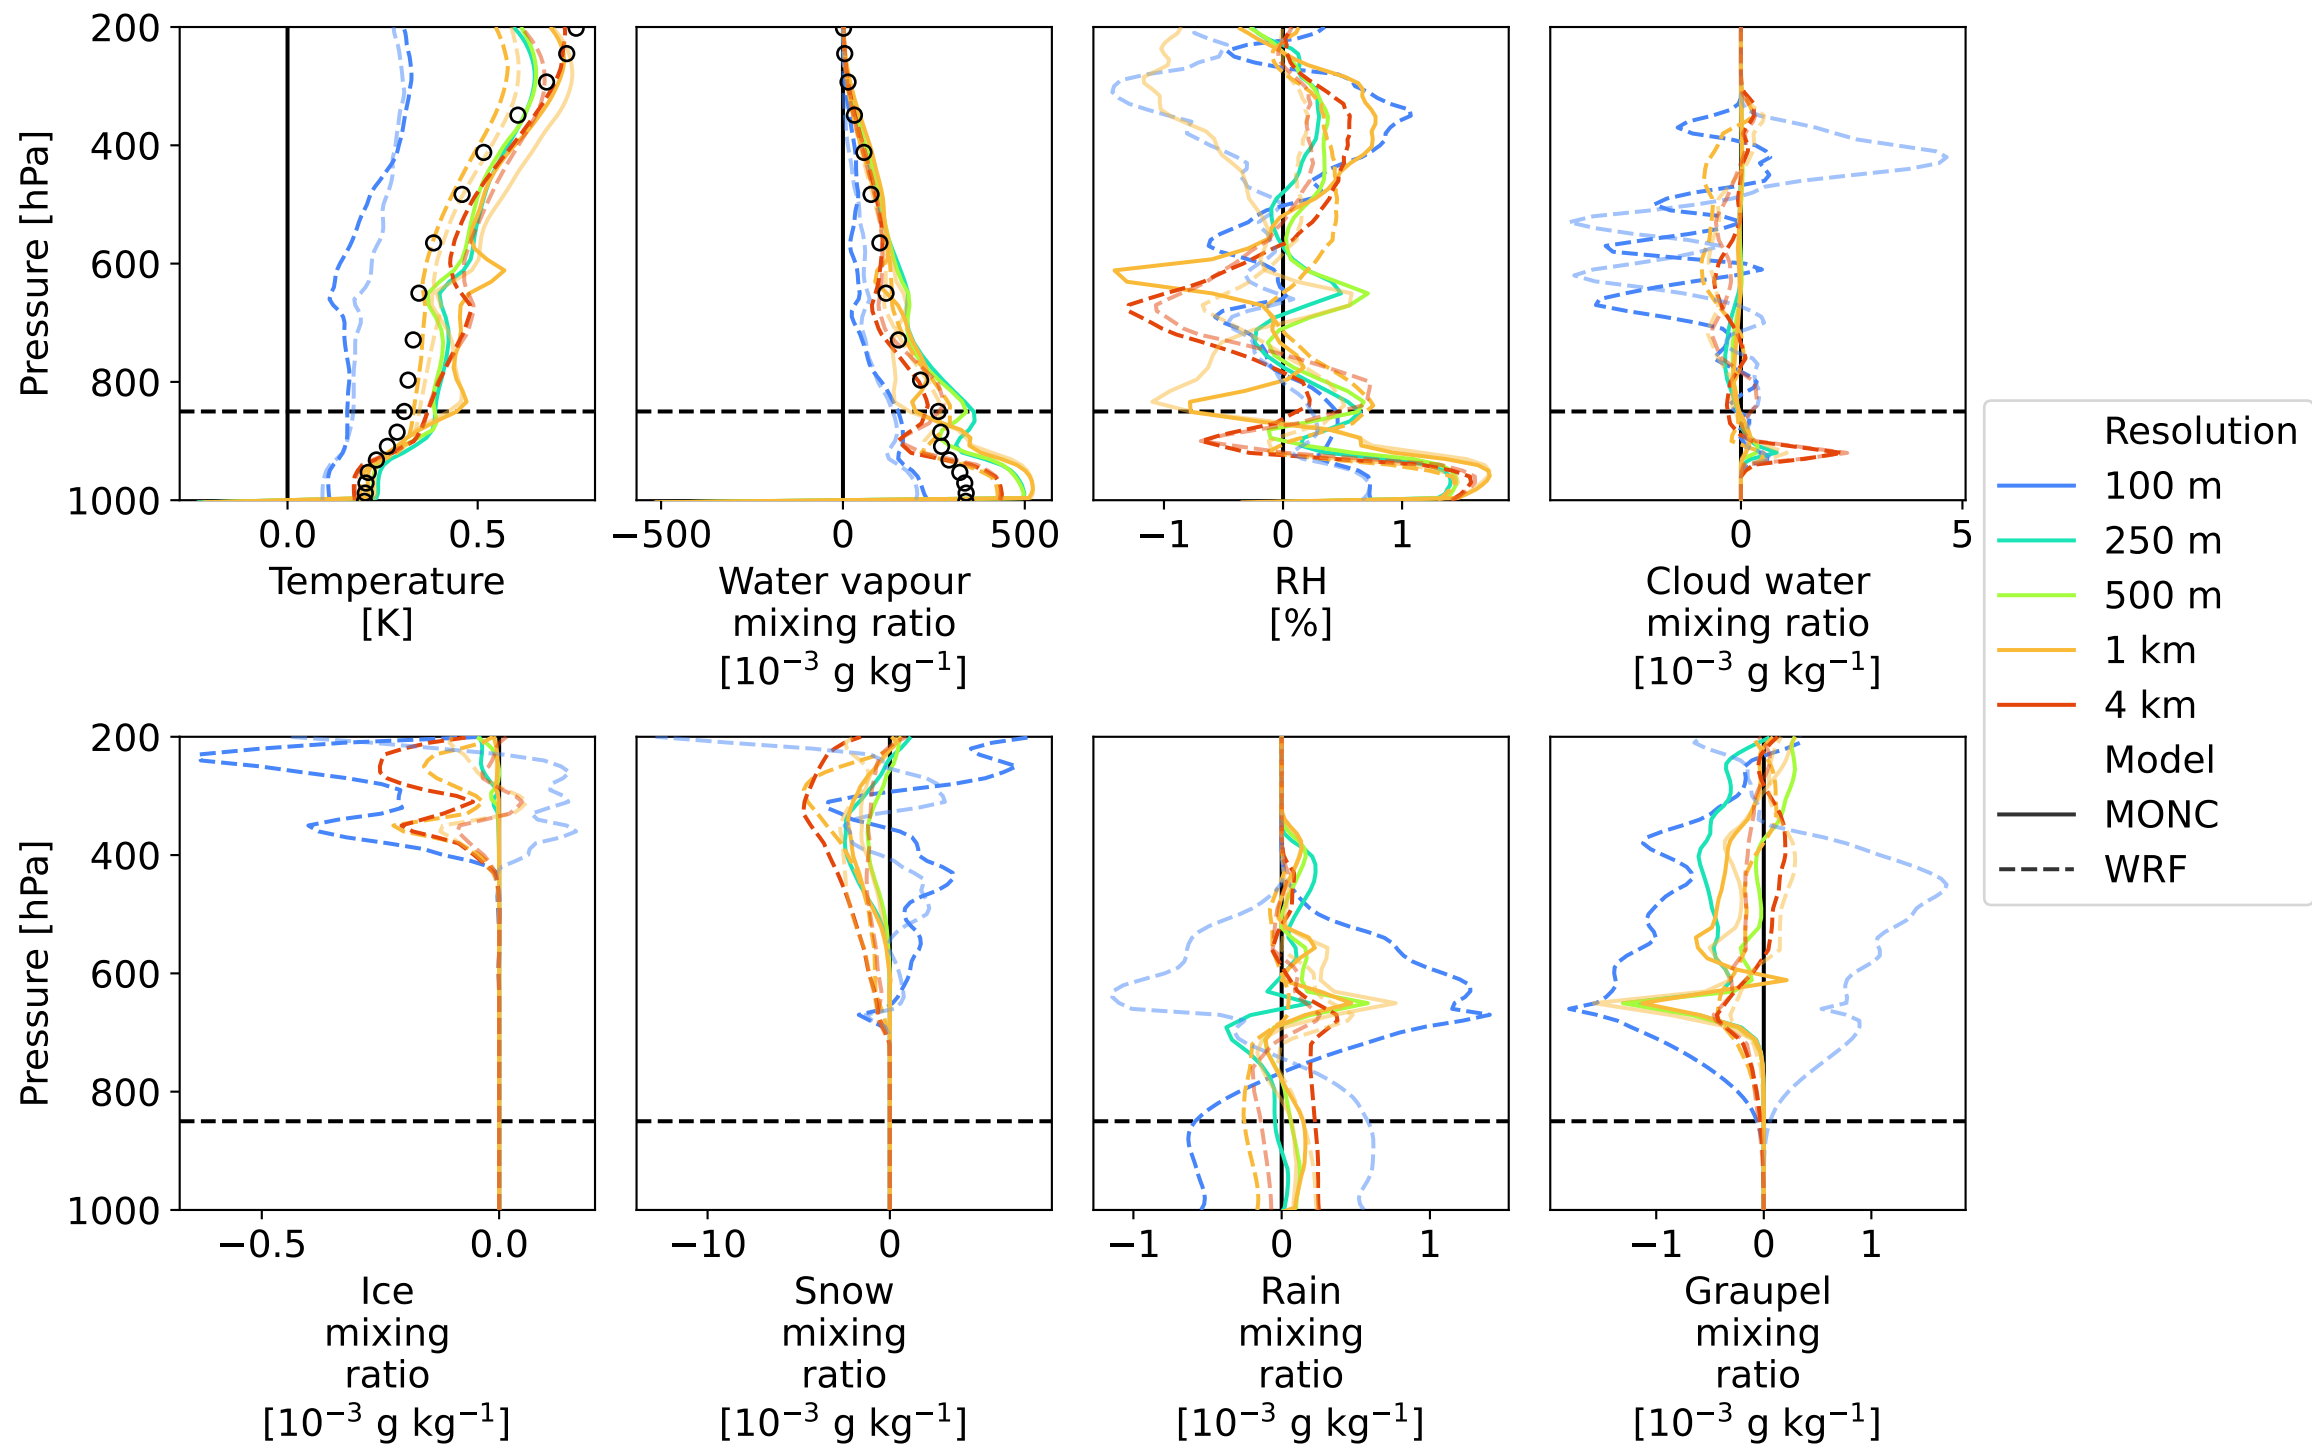 200
400
600
800
1000
Pressure [hPa]
0.0 0.5
Temperature
[K]
−500 0 500
Water vapour
mixing ratio
[10⁻³ g kg⁻¹]
−1 0 1
RH
[%]
0 5
Cloud water
mixing ratio
[10⁻³ g kg⁻¹]
Resolution
100 m
250 m
500 m
1 km
4 km
Model
MONC
WRF
200
400
600
800
1000
Pressure [hPa]
−0.5 0.0
Ice
mixing
ratio
[10⁻³ g kg⁻¹]
−10 0
Snow
mixing
ratio
[10⁻³ g kg⁻¹]
−1 0 1
Rain
mixing
ratio
[10⁻³ g kg⁻¹]
−1 0 1
Graupel
mixing
ratio
[10⁻³ g kg⁻¹]